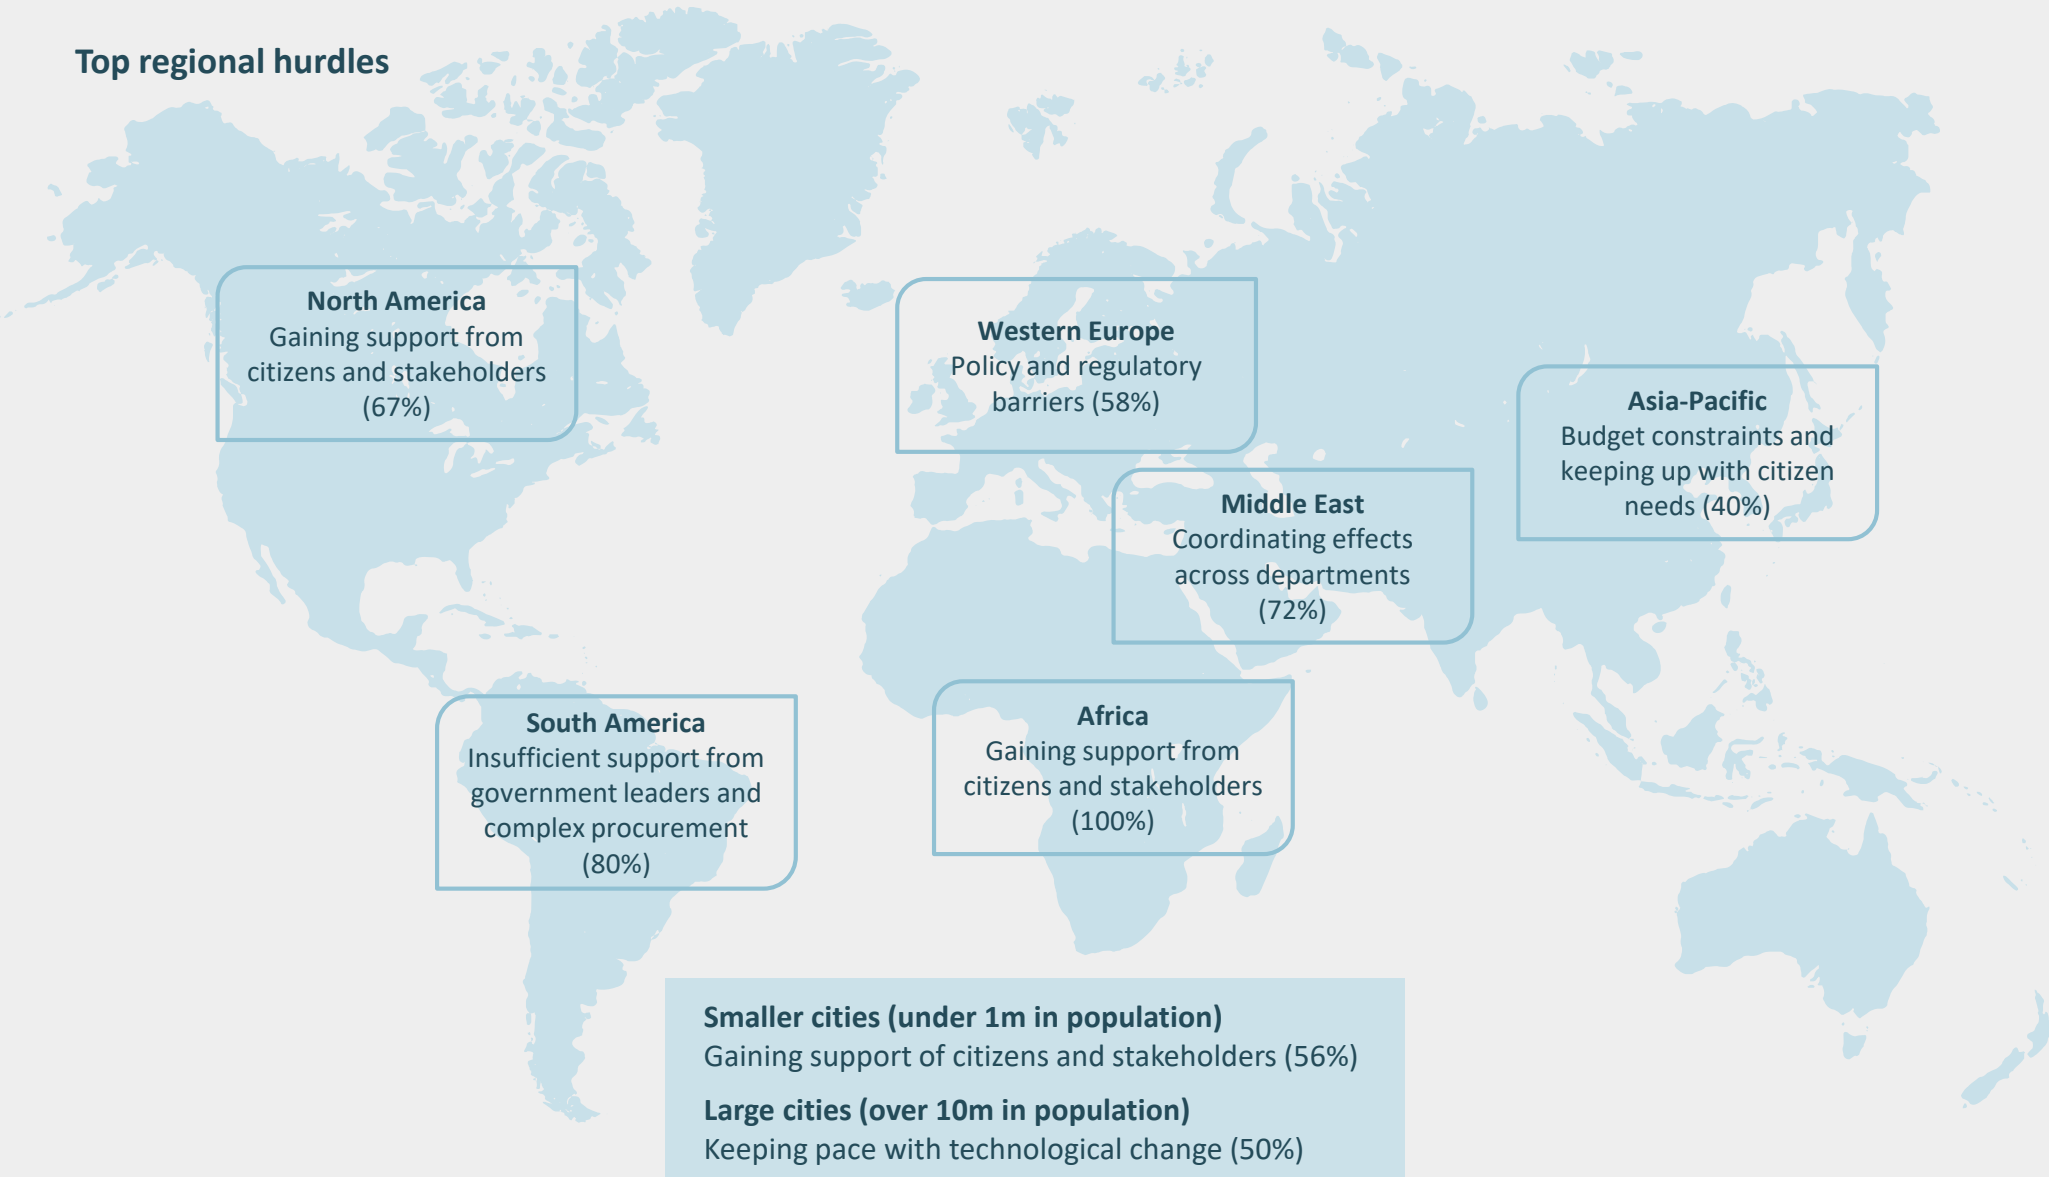 Top regional hurdles
North America
Gaining support from
citizens and stakeholders
(67%)
Western Europe
Policy and regulatory
barriers (58%)
Asia-Pacific
Budget constraints and
keeping up with citizen
needs (40%)
Middle East
Coordinating effects
across departments
(72%)
South America
Insufficient support from
government leaders and
complex procurement
(80%)
Africa
Gaining support from
citizens and stakeholders
(100%)
Smaller cities (under 1m in population)
Gaining support of citizens and stakeholders (56%)
Large cities (over 10m in population)
Keeping pace with technological change (50%)